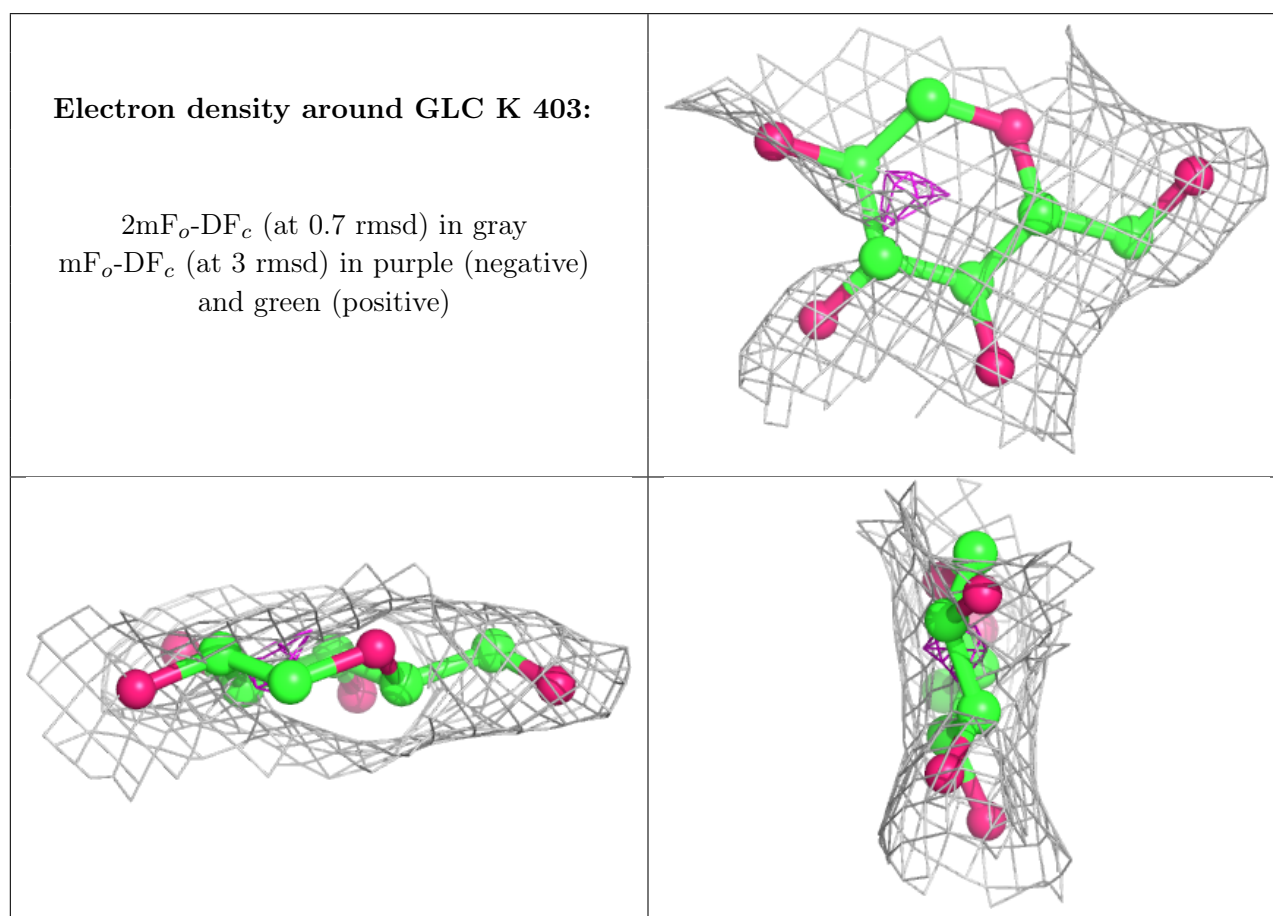 Electron density around GLC K 403:
2mFₒ-DF𝒸 (at 0.7 rmsd) in gray
mFₒ-DF𝒸 (at 3 rmsd) in purple (negative)
and green (positive)